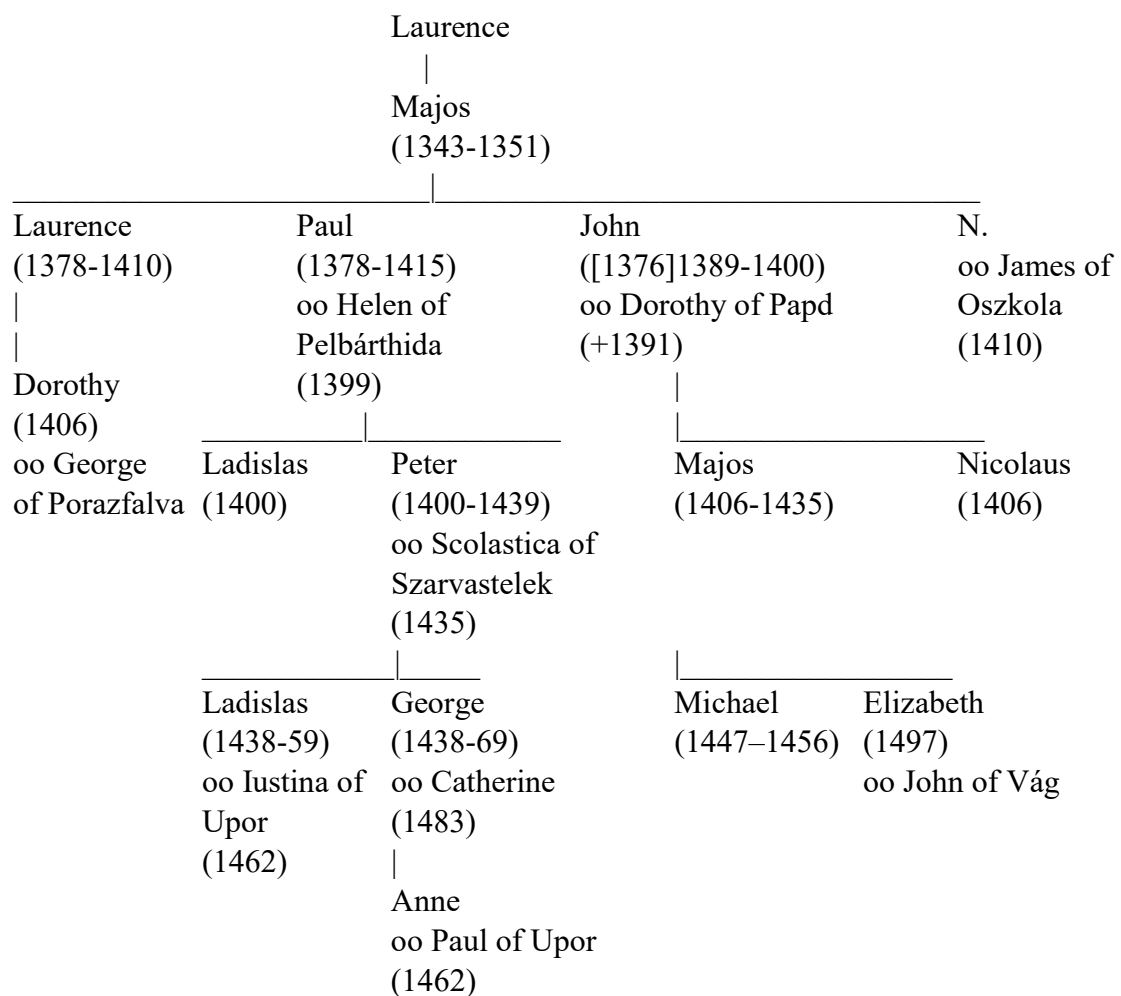 Laurence
Majos
(1343-1351)
Laurence Paul John N.
(1378-1410) (1378-1415) ([1376]1389-1400) oo James of
oo Helen of oo Dorothy of Papd Oszkola
Pelbárthida (+1391) (1410)
Dorothy (1399)
(1406)
oo George Ladislas Peter Majos Nicolaus
of Porazfalva (1400) (1400-1439) (1406-1435) (1406)
oo Scolastica of
Szarvastelek
(1435)
Ladislas George Michael Elizabeth
(1438-59) (1438-69) (1447–1456) (1497)
oo Iustina of oo Catherine oo John of Vág
Upor (1483)
(1462)
Anne
oo Paul of Upor
(1462)